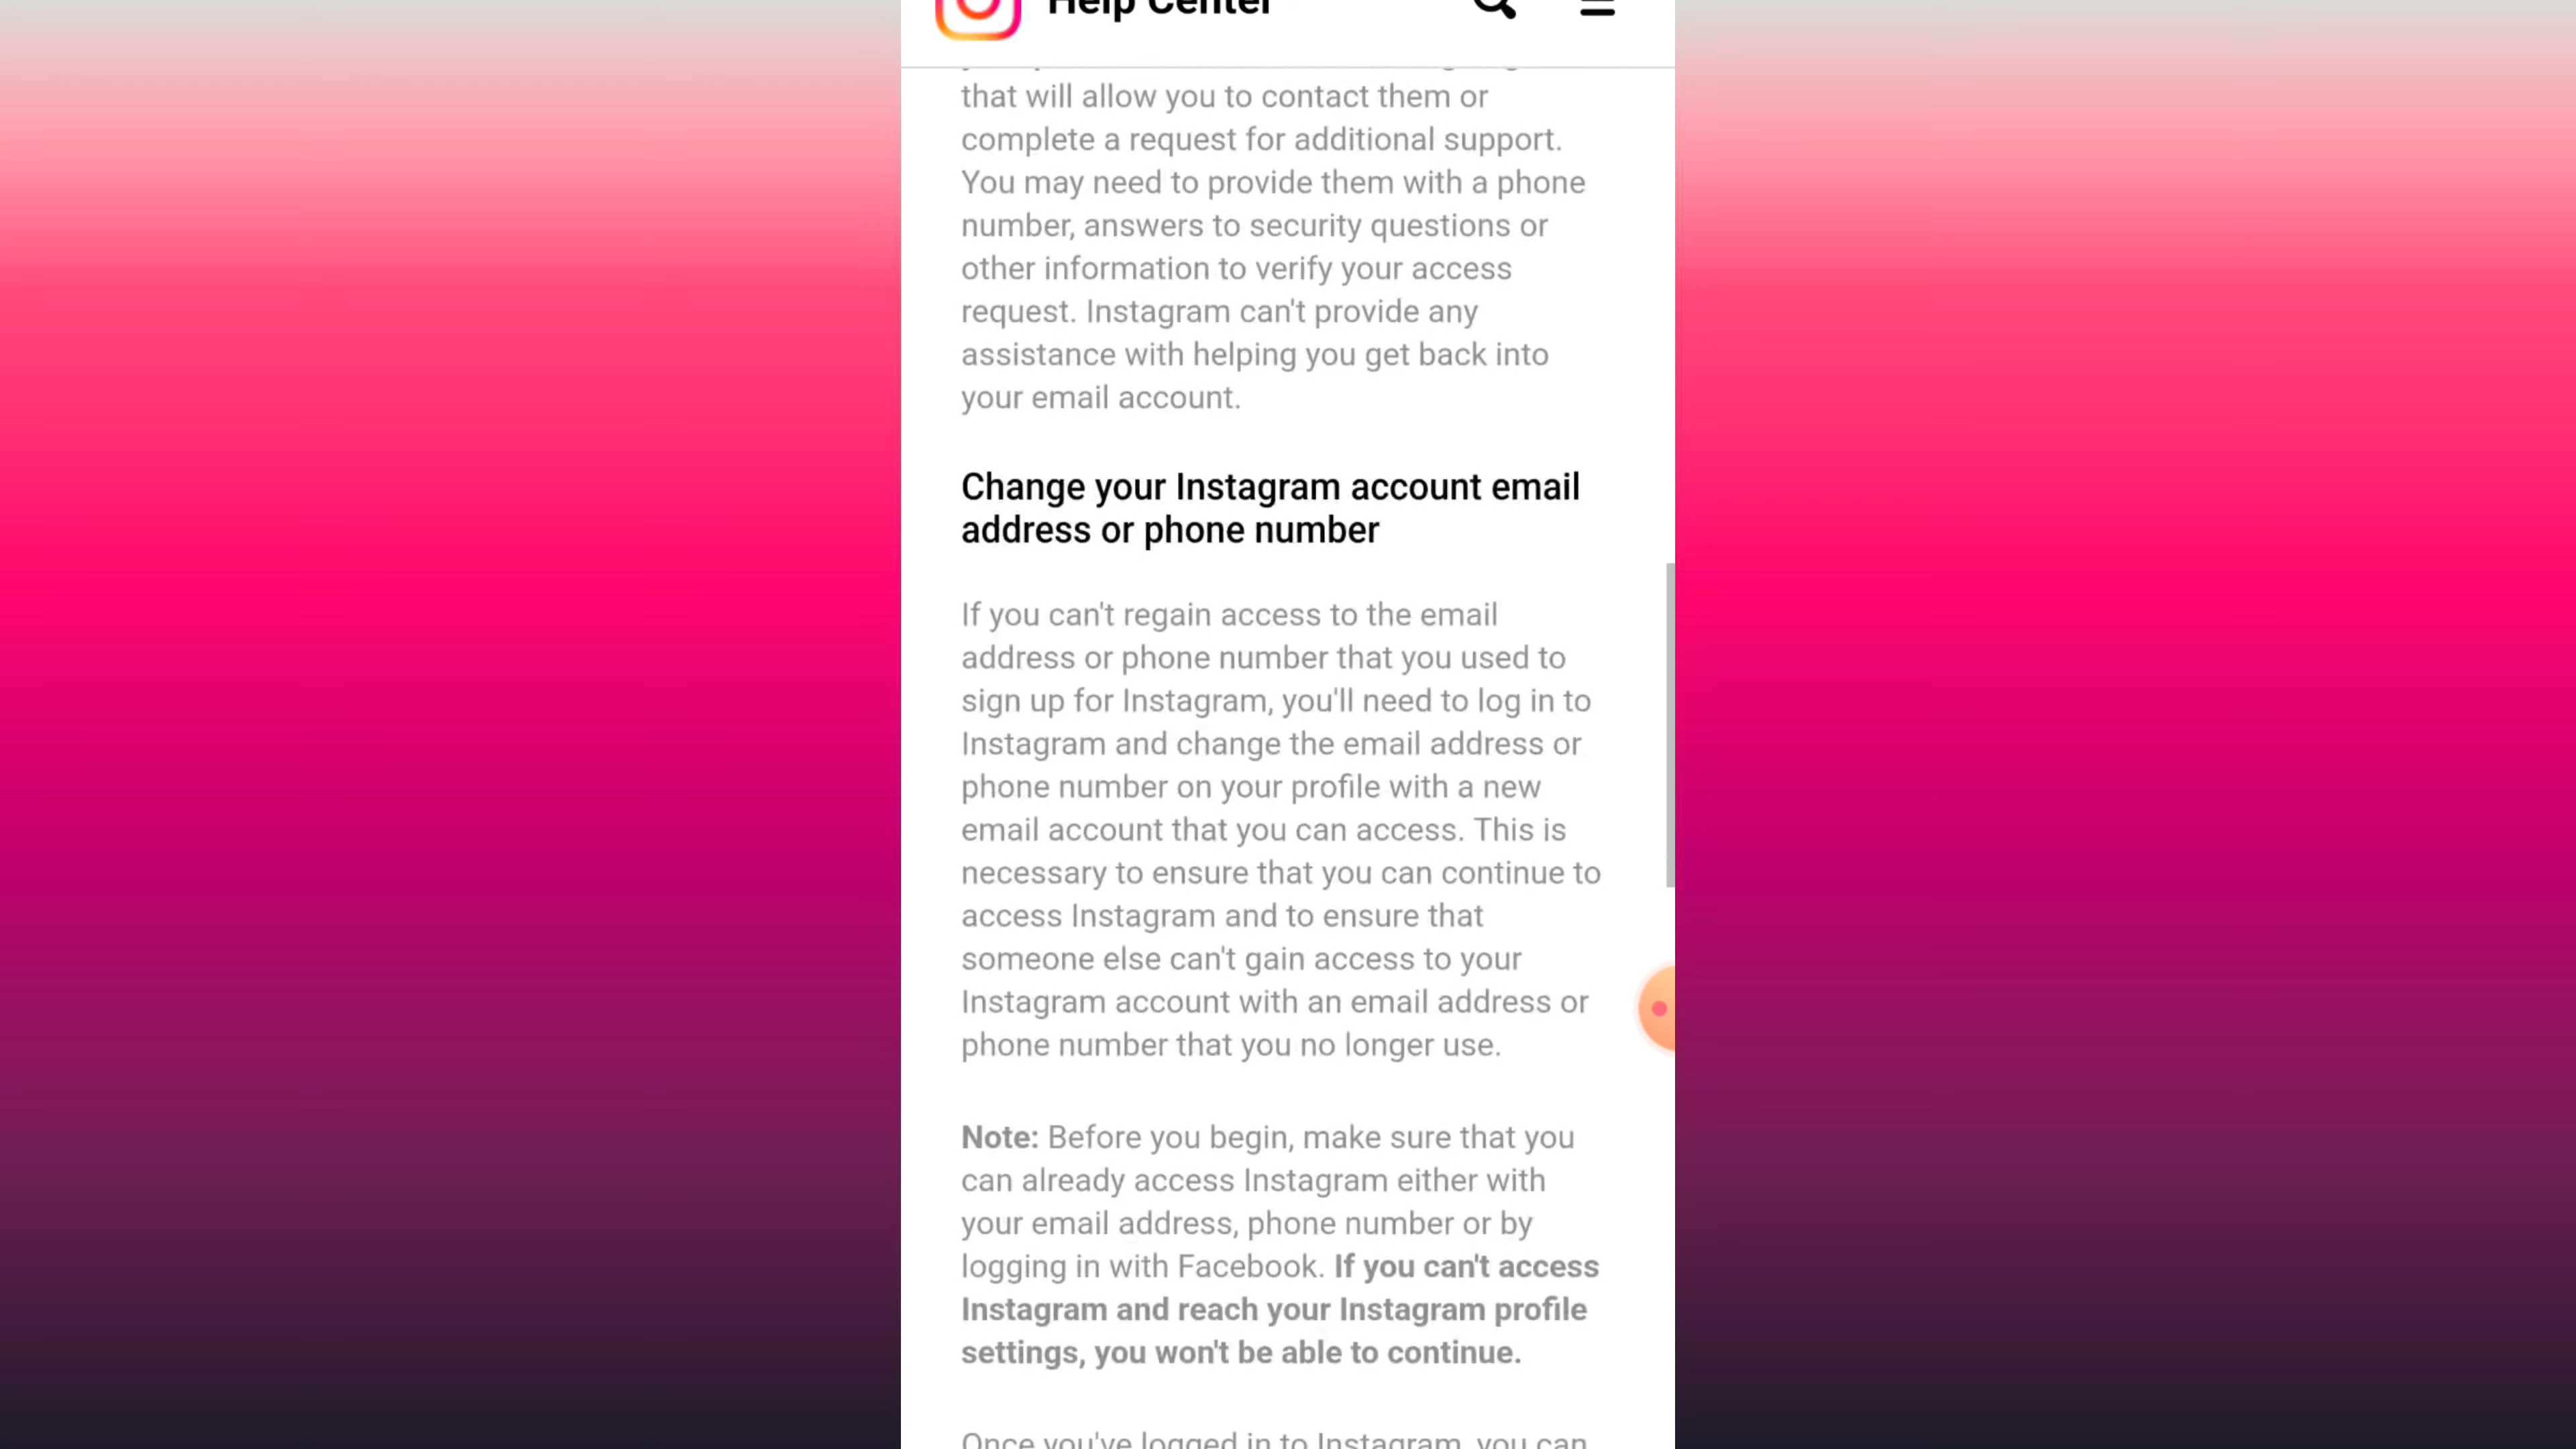 Help Center
that will allow you to contact them or
complete a request for additional support.
You may need to provide them with a phone
number, answers to security questions or
other information to verify your access
request. Instagram can't provide any
assistance with helping you get back into
your email account.
Change your Instagram account email
address or phone number
If you can't regain access to the email
address or phone number that you used to
sign up for Instagram, you'll need to log in to
Instagram and change the email address or
phone number on your profile with a new
email account that you can access. This is
necessary to ensure that you can continue to
access Instagram and to ensure that
someone else can't gain access to your
Instagram account with an email address or
phone number that you no longer use.
Note: Before you begin, make sure that you
can already access Instagram either with
your email address, phone number or by
logging in with Facebook. If you can't access
Instagram and reach your Instagram profile
settings, you won't be able to continue.
Once you've logged in to Instagram, you can